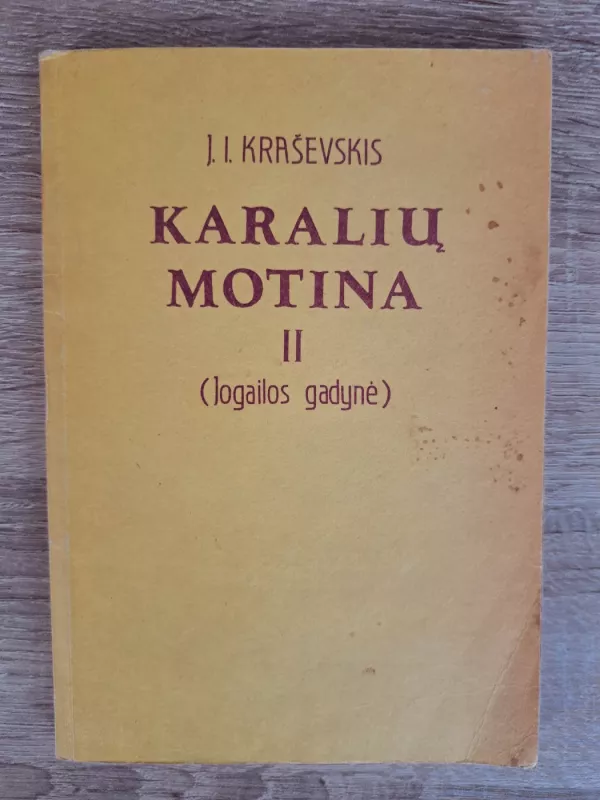 J. I. KRAŠEVSKIS
KARALIŲ
MOTINA
II
(Jogailos gadynė)